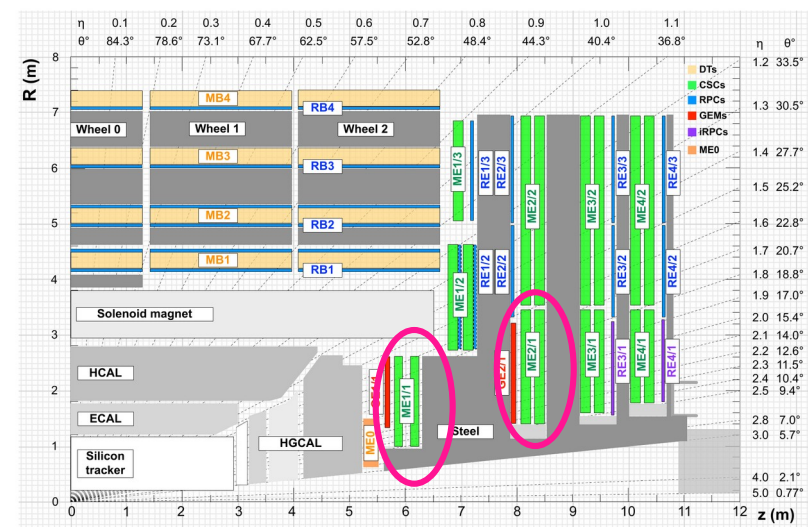 η 0.1 0.2 0.3 0.4 0.5 0.6 0.7 0.8 0.9 1.0 1.1
θ° 84.3° 78.6° 73.1° 67.7° 62.5° 57.5° 52.8° 48.4° 44.3° 40.4° 36.8° η θ°
R (m)
8
7
6
5
4
3
2
1
0
1.2 33.5°
1.3 30.5°
1.4 27.7°
1.5 25.2°
1.6 22.8°
1.7 20.7°
1.8 18.8°
1.9 17.0°
2.0 15.4°
2.1 14.0°
2.2 12.6°
2.3 11.5°
2.4 10.4°
2.5 9.4°
2.8 7.0°
3.0 5.7°
4.0 2.1°
5.0 0.77°
DTs
CSCs
RPCs
GEMs
iRPCs
ME0
MB4
RB4
Wheel 0
Wheel 1
Wheel 2
MB3
RB3
MB2
RB2
MB1
RB1
Solenoid magnet
HCAL
ECAL
Silicon
tracker
HGCAL
Steel
ME0
GE1/1
ME1/1
ME1/2
ME1/3
RE1/3
RE2/3
RE1/2
RE2/2
GE2/1
ME2/2
ME2/1
ME3/2
ME3/1
RE3/3
RE3/2
RE3/1
ME4/2
ME4/1
RE4/3
RE4/2
RE4/1
0 1 2 3 4 5 6 7 8 9 10 11 12
z (m)